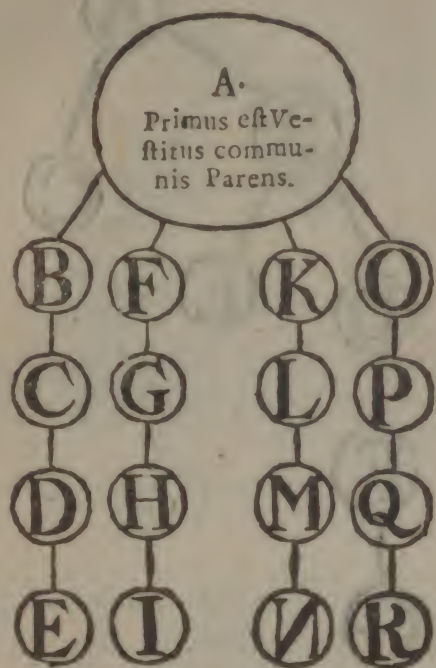 A.
Primus eſt Ve-
ſtitus commu-
nis Parens.
B F K O
C G L P
D H M Q
E I N R